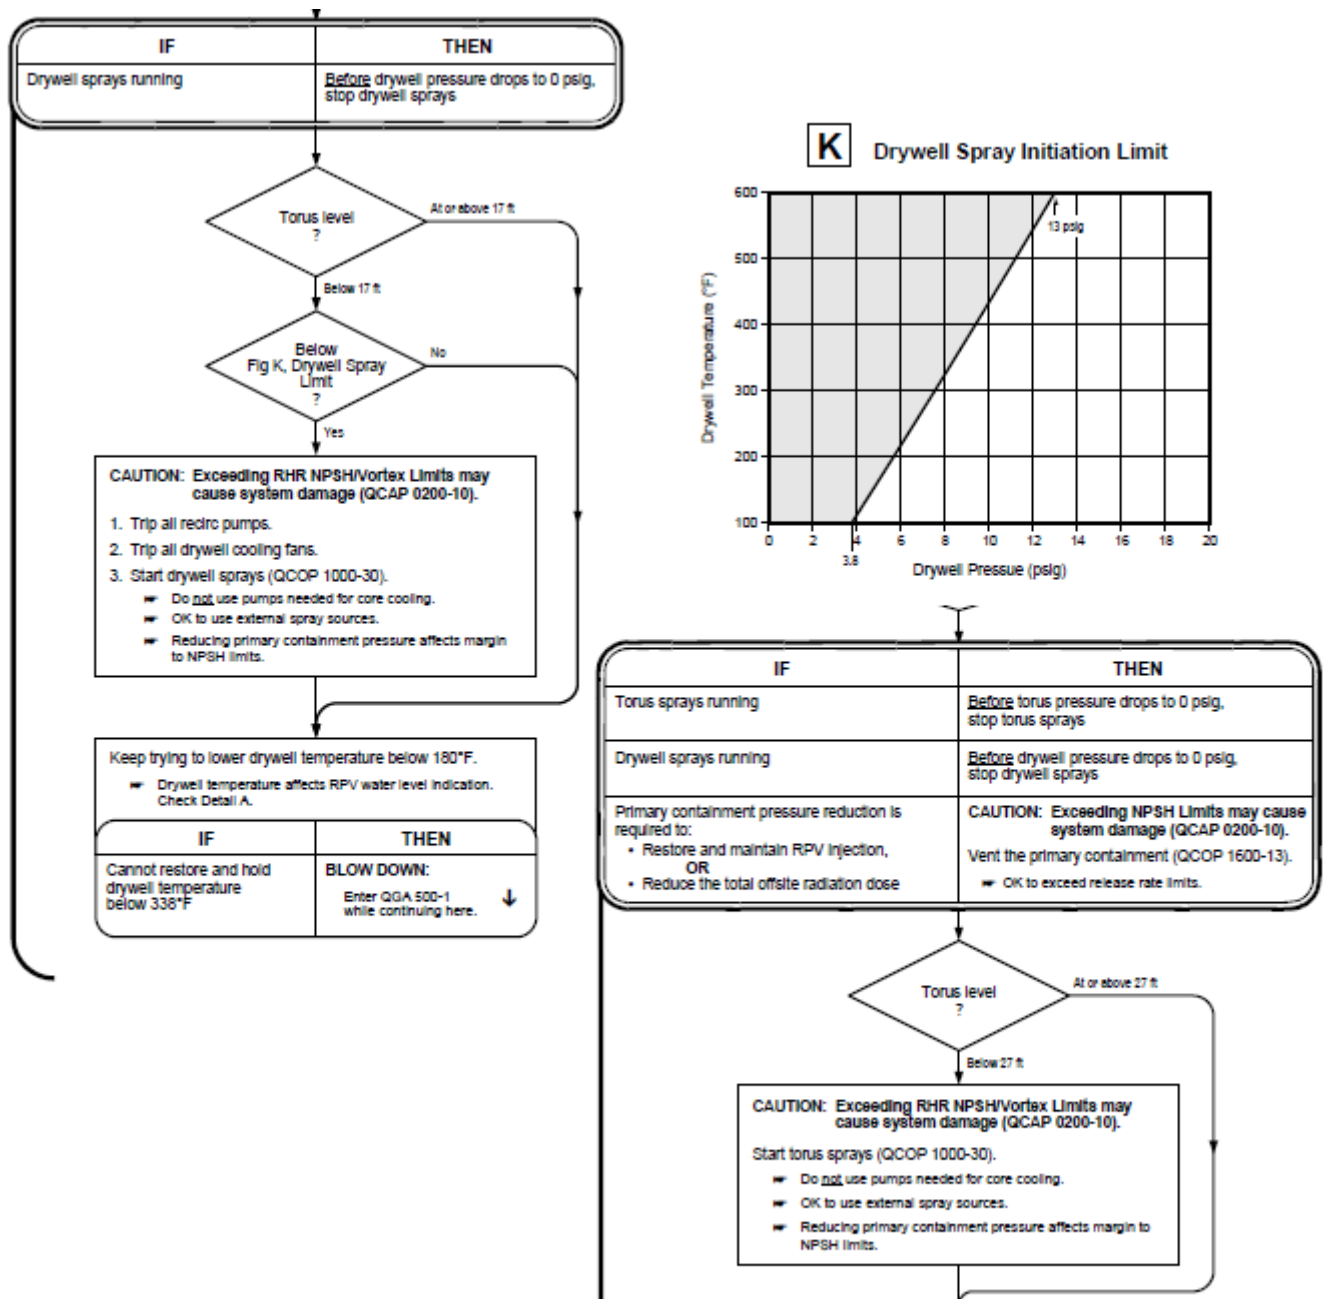 IF THEN
Drywell sprays running
Before drywell pressure drops to 0 psig,
stop drywell sprays
Torus level
?
At or above 17 ft
Below 17 ft
Below
Fig K, Drywell Spray
Limit
?
No
Yes
CAUTION: Exceeding RHR NPSH/Vortex Limits may
cause system damage (QCAP 0200-10).
1. Trip all recirc pumps.
2. Trip all drywell cooling fans.
3. Start drywell sprays (QCOP 1000-30).
Do not use pumps needed for core cooling.
OK to use external spray sources.
Reducing primary containment pressure affects margin
to NPSH limits.
Keep trying to lower drywell temperature below 180°F.
Drywell temperature affects RPV water level indication.
Check Detail A.
IF THEN
Cannot restore and hold
drywell temperature
below 338°F
BLOW DOWN:
Enter QGA 500-1
while continuing here.
K Drywell Spray Initiation Limit
600
500
400
300
200
100
Drywell Temperature (°F)
13 psig
0 2 4 6 8 10 12 14 16 18 20
3.8
Drywell Pressue (psig)
IF THEN
Torus sprays running
Before torus pressure drops to 0 psig,
stop torus sprays
Drywell sprays running
Before drywell pressure drops to 0 psig,
stop drywell sprays
Primary containment pressure reduction is
required to:
• Restore and maintain RPV injection,
OR
• Reduce the total offsite radiation dose
CAUTION: Exceeding NPSH Limits may cause
system damage (QCAP 0200-10).
Vent the primary containment (QCOP 1600-13).
OK to exceed release rate limits.
Torus level
?
At or above 27 ft
Below 27 ft
CAUTION: Exceeding RHR NPSH/Vortex Limits may
cause system damage (QCAP 0200-10).
Start torus sprays (QCOP 1000-30).
Do not use pumps needed for core cooling.
OK to use external spray sources.
Reducing primary containment pressure affects margin to
NPSH limits.